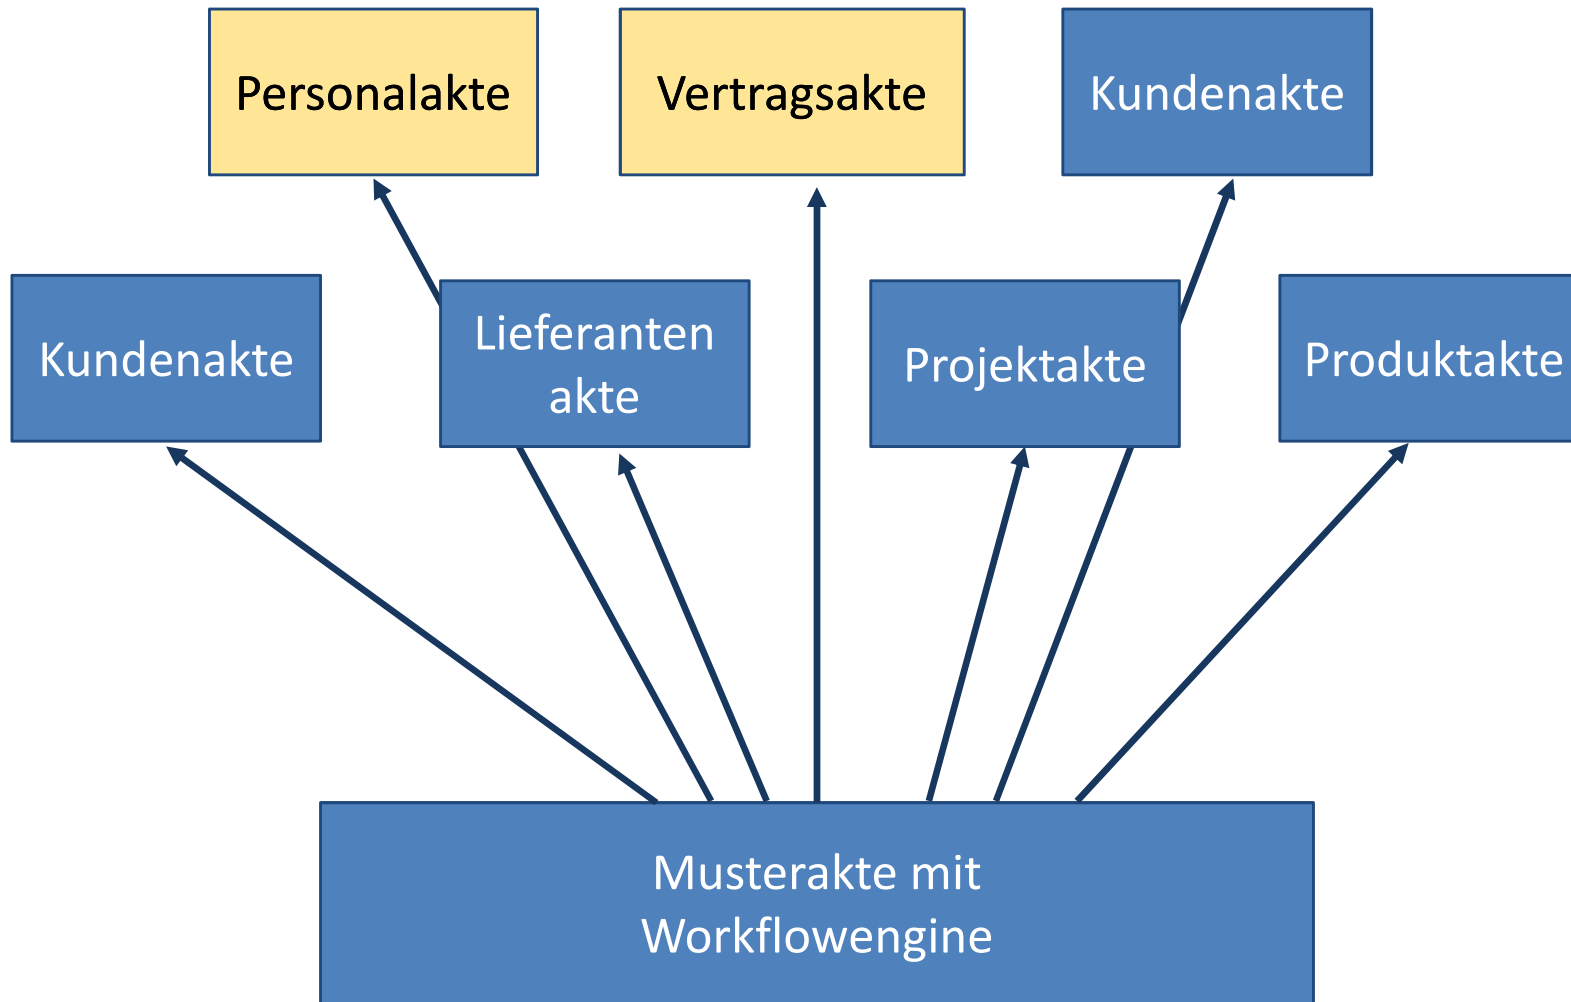 Personalakte
Vertragsakte
Kundenakte
Kundenakte
Lieferanten
akte
Projektakte
Produktakte
Musterakte mit
Workflowengine